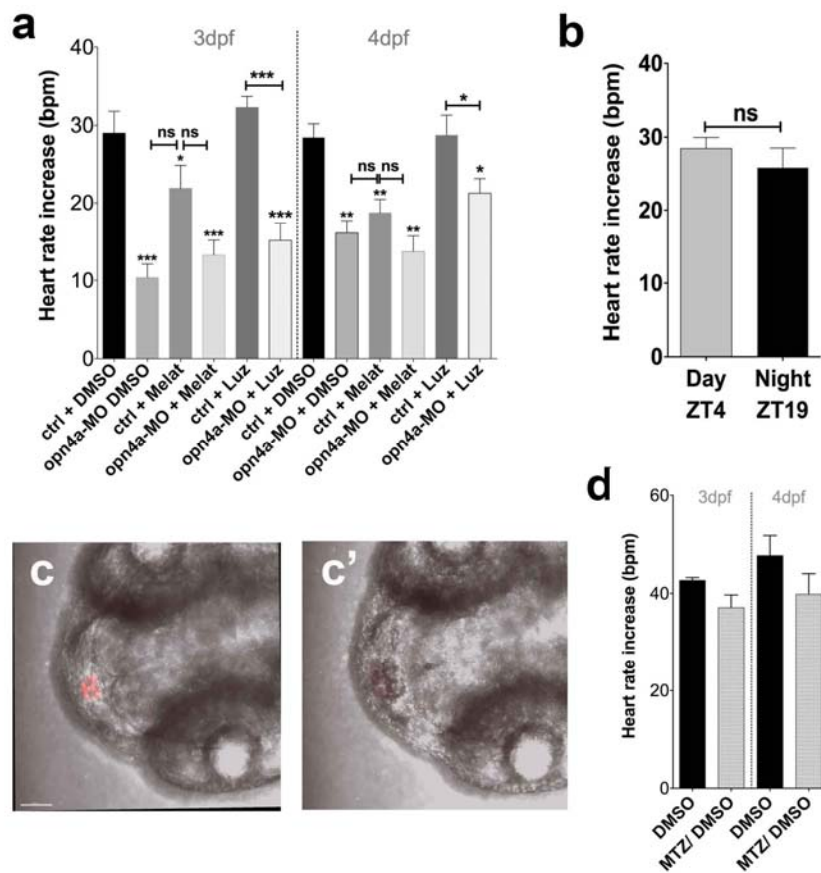 a
3dpf 4dpf
Heart rate increase (bpm)
40
30
20
10
0
***
ns ns
*
***
***
***
**
ns ns
**
**
*
*
ctrl + DMSO
opn4a-MO DMSO
ctrl + Melat
opn4a-MO + Melat
ctrl + Luz
opn4a-MO + Luz
ctrl + DMSO
opn4a-MO + DMSO
ctrl + Melat
opn4a-MO + Melat
ctrl + Luz
opn4a-MO + Luz
b
Heart rate increase (bpm)
40
30
20
10
0
ns
Day Night
ZT4 ZT19
c
c’
d
3dpf 4dpf
Heart rate increase (bpm)
60
40
20
0
DMSO
MTZ/ DMSO
DMSO
MTZ/ DMSO